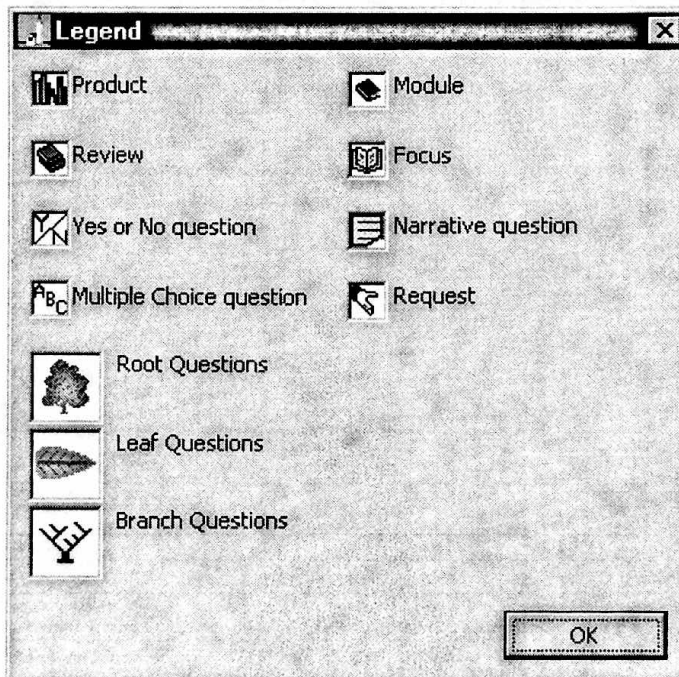 Legend
Product
Module
Review
Focus
Y N Yes or No question
Narrative question
ABC Multiple Choice question
Request
Root Questions
Leaf Questions
Branch Questions
OK